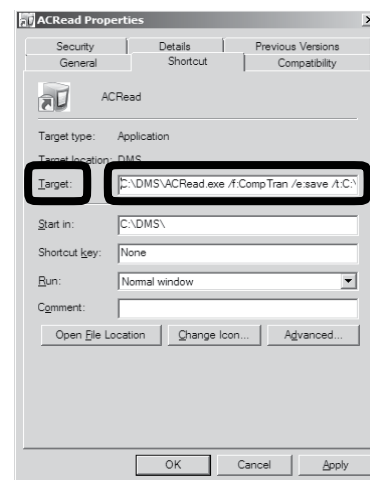 ACRead Properties
Security Details Previous Versions
General Shortcut Compatibility
ACRead
Target type: Application
Target location: DMS
Target: C:\DMS\ACRead.exe /f:CompTran /e:save /t:C:\
Start in: C:\DMS\
Shortcut key: None
Run: Normal window
Comment:
Open File Location Change Icon... Advanced...
OK Cancel Apply